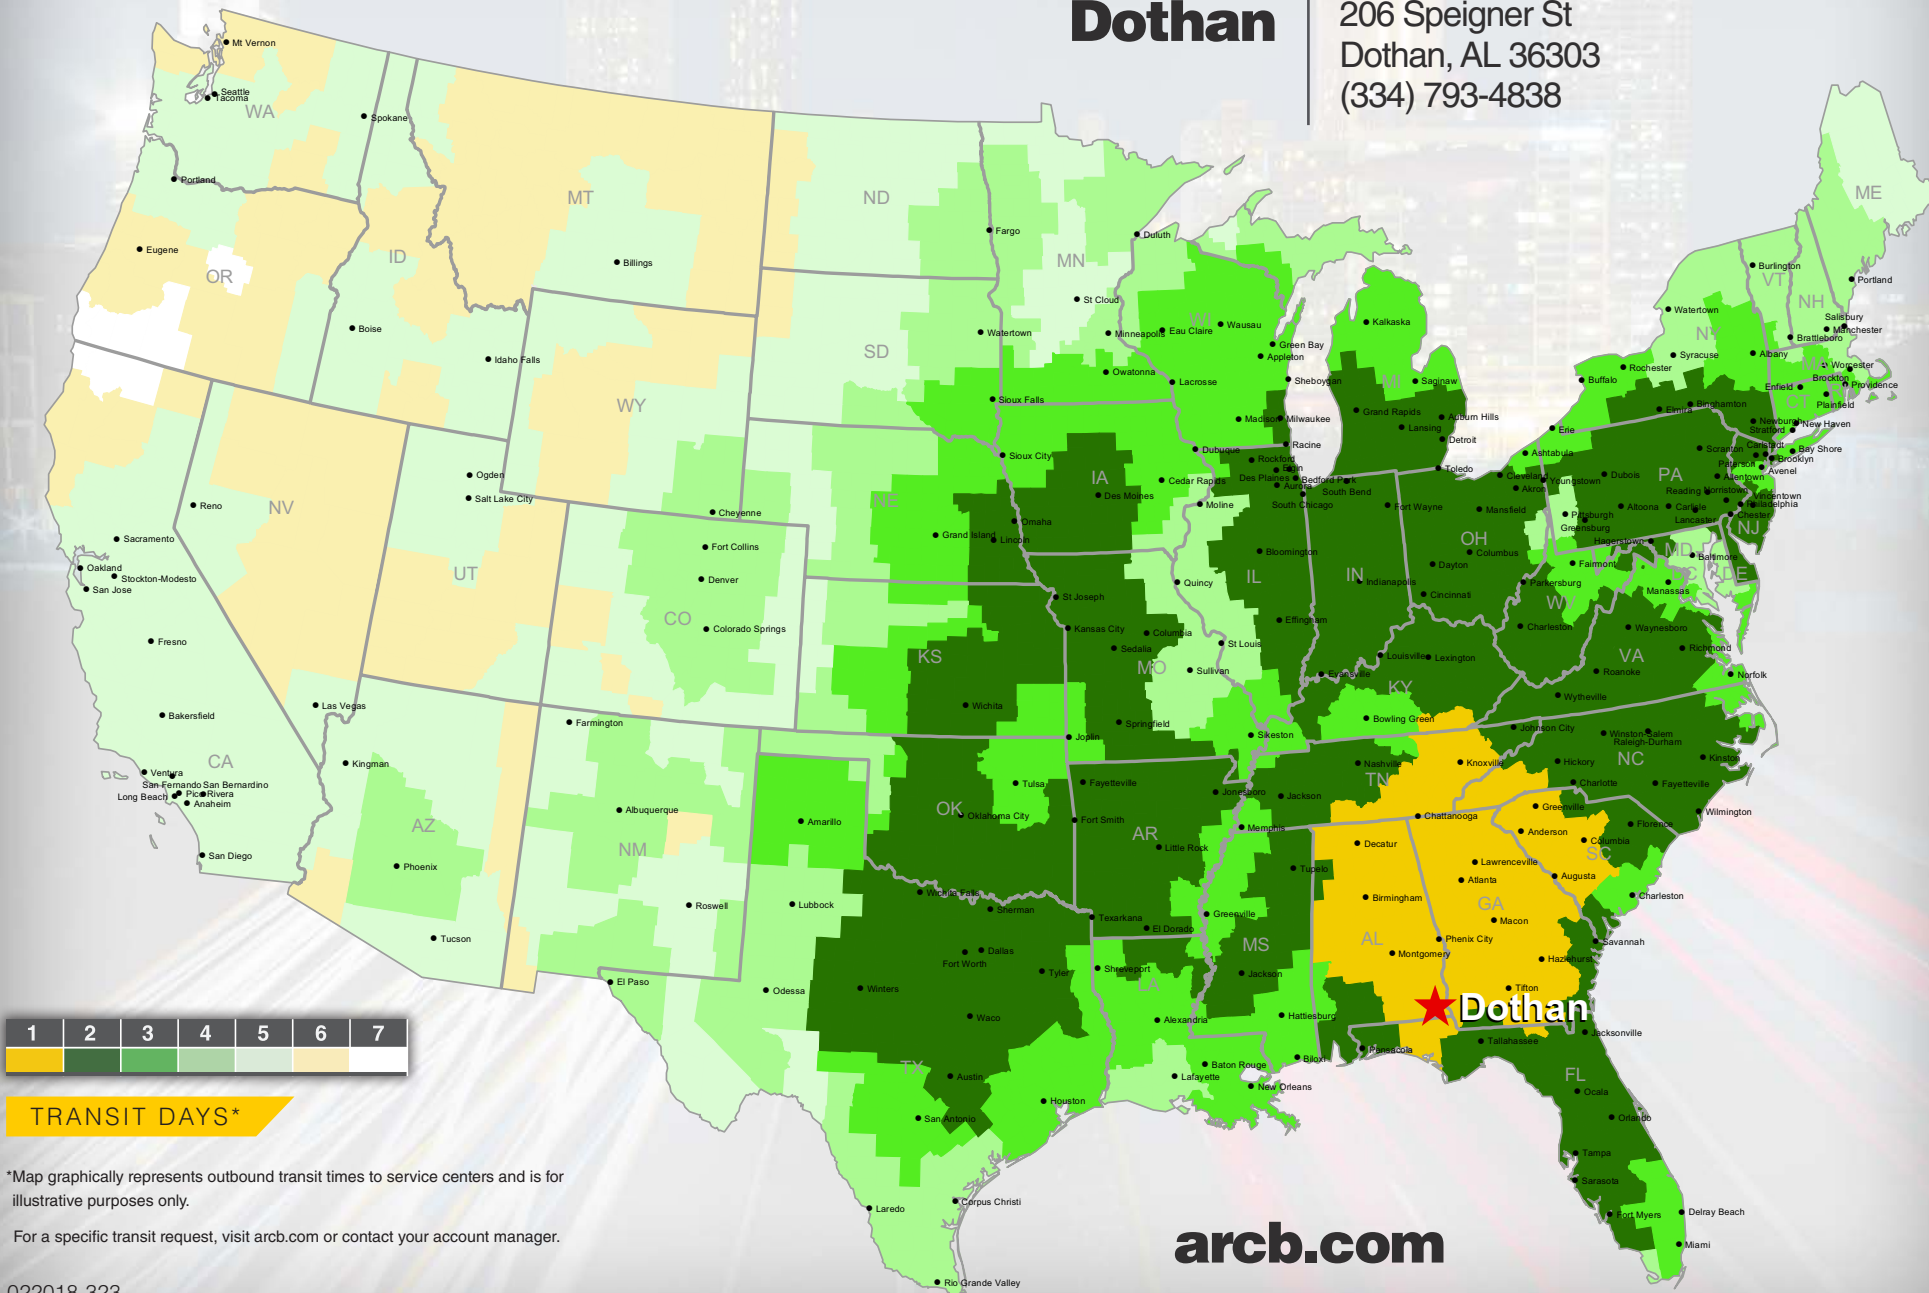 Dothan
206 Speigner St
Dothan, AL 36303
(334) 793-4838
Mt Vernon
Seattle
Tacoma
WA
Spokane
Portland
Eugene
OR
ID
Boise
Idaho Falls
MT
Billings
ND
Fargo
MN
Duluth
St Cloud
Minneapolis
Owatonna
Watertown
SD
Sioux Falls
WY
Cheyenne
WI
Eau Claire
Wausau
Green Bay
Appleton
Lacrosse
Sheboygan
Madison
Milwaukee
Racine
Kalkaska
MI
Saginaw
Grand Rapids
Lansing
Auburn Hills
Detroit
ME
Portland
Burlington
VT
NH
Salisbury
Manchester
Brattleboro
Watertown
NY
Syracuse
Albany
Rochester
Buffalo
MA
Worcester
Brockton
Enfield
Providence
CT
Plainfield
Elmira
Binghamton
Newburgh
New Haven
Stratford
Erie
Ashtabula
Cleveland
Akron
Youngstown
Toledo
Scranton
Carlstadt
Bay Shore
Brooklyn
Paterson
Avenel
PA
Dubois
Allentown
Reading
Norristown
Vincentown
Philadelphia
Altoona
Carlisle
Lancaster
Chester
Pittsburgh
Greensburg
NJ
Hagerstown
MD
Baltimore
DE
Fairmont
Manassas
Parkersburg
WV
Charleston
Waynesboro
VA
Richmond
Roanoke
Norfolk
Wytheville
Reno
NV
Ogden
Salt Lake City
UT
Sacramento
Oakland
Stockton-Modesto
San Jose
Fresno
Las Vegas
Bakersfield
CA
Ventura
San Fernando
San Bernardino
Long Beach
Pico Rivera
Anaheim
San Diego
Kingman
AZ
Phoenix
Tucson
Farmington
Albuquerque
NM
Roswell
El Paso
Fort Collins
Denver
CO
Colorado Springs
NE
Grand Island
Lincoln
Omaha
Sioux City
IA
Des Moines
Cedar Rapids
Dubuque
Moline
Rockford
Elgin
Des Plaines
Bedford Park
Aurora
South Chicago
South Bend
Fort Wayne
Mansfield
OH
Columbus
Dayton
Cincinnati
Bloomington
IL
IN
Indianapolis
Effingham
Quincy
St Louis
Sullivan
St Joseph
Kansas City
Columbia
Sedalia
MO
Springfield
Joplin
Sikeston
KS
Wichita
Evansville
Louisville
Lexington
KY
Bowling Green
Nashville
TN
Knoxville
Johnson City
Jackson
Memphis
Chattanooga
Winston-Salem
Raleigh-Durham
NC
Hickory
Kinston
Charlotte
Fayetteville
Wilmington
Greenville
Anderson
Columbia
Florence
SC
Augusta
Charleston
Tulsa
OK
Oklahoma City
Amarillo
Lubbock
Wichita Falls
Sherman
Dallas
Fort Worth
Tyler
Odessa
Winters
Waco
TX
Austin
San Antonio
Houston
Corpus Christi
Laredo
Rio Grande Valley
Fayetteville
Fort Smith
AR
Little Rock
Jonesboro
Texarkana
El Dorado
Shreveport
LA
Alexandria
Baton Rouge
Lafayette
New Orleans
Greenville
MS
Tupelo
Jackson
Hattiesburg
Biloxi
Decatur
Birmingham
AL
Montgomery
Phenix City
Lawrenceville
Atlanta
GA
Macon
Hazlehurst
Savannah
Tifton
Dothan
Jacksonville
Pensacola
Tallahassee
FL
Ocala
Orlando
Tampa
Sarasota
Fort Myers
Delray Beach
Miami
1 2 3 4 5 6 7
TRANSIT DAYS*
*Map graphically represents outbound transit times to service centers and is for
illustrative purposes only.
For a specific transit request, visit arcb.com or contact your account manager.
022018-323
arcb.com